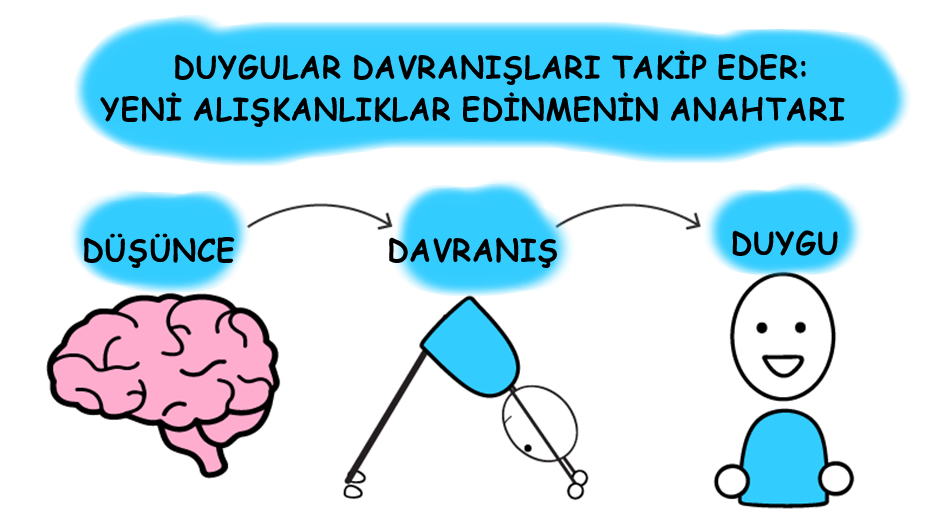 DUYGULAR DAVRANIŞLARI TAKİP EDER:
YENİ ALIŞKANLIKLAR EDİNMENİN ANAHTARI
DÜŞÜNCE
DAVRANIŞ
DUYGU